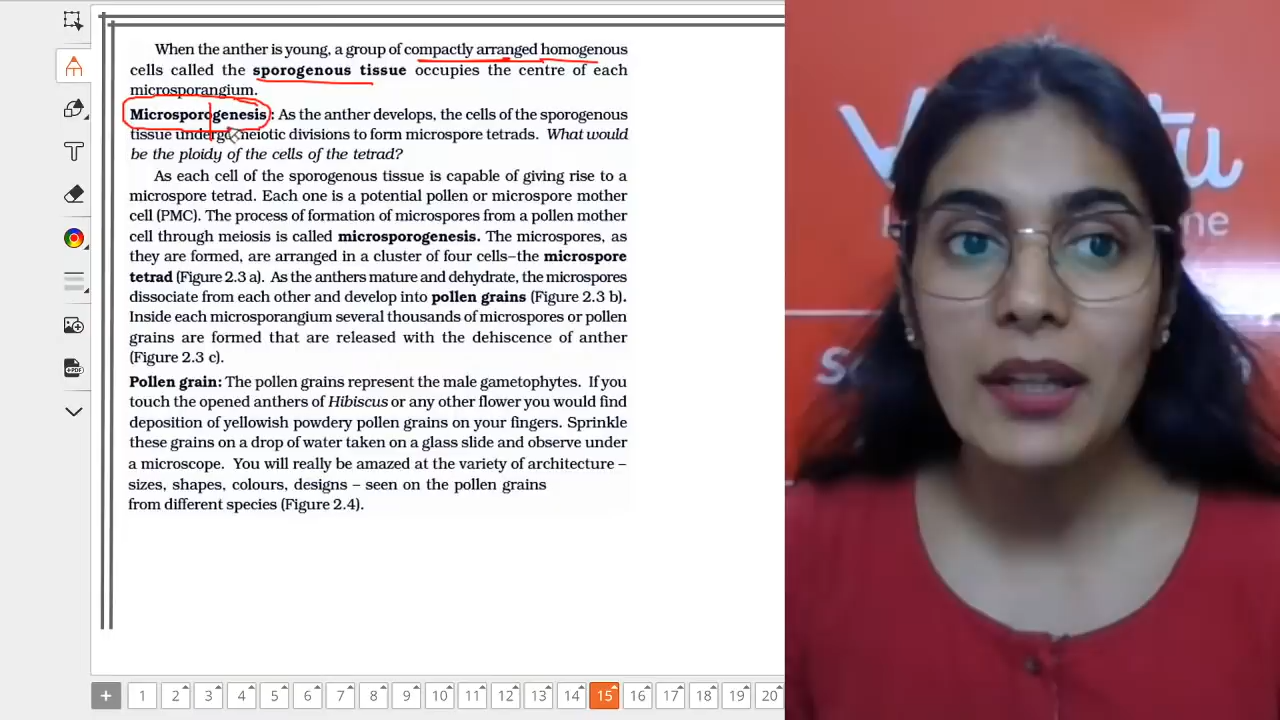 When the anther is young, a group of compactly arranged homogenous
cells called the sporogenous tissue occupies the centre of each
microsporangium.
Microsporogenesis : As the anther develops, the cells of the sporogenous
tissue undergo meiotic divisions to form microspore tetrads. What would
be the ploidy of the cells of the tetrad?
As each cell of the sporogenous tissue is capable of giving rise to a
microspore tetrad. Each one is a potential pollen or microspore mother
cell (PMC). The process of formation of microspores from a pollen mother
cell through meiosis is called microsporogenesis. The microspores, as
they are formed, are arranged in a cluster of four cells–the microspore
tetrad (Figure 2.3 a). As the anthers mature and dehydrate, the microspores
dissociate from each other and develop into pollen grains (Figure 2.3 b).
Inside each microsporangium several thousands of microspores or pollen
grains are formed that are released with the dehiscence of anther
(Figure 2.3 c).
Pollen grain: The pollen grains represent the male gametophytes. If you
touch the opened anthers of Hibiscus or any other flower you would find
deposition of yellowish powdery pollen grains on your fingers. Sprinkle
these grains on a drop of water taken on a glass slide and observe under
a microscope. You will really be amazed at the variety of architecture –
sizes, shapes, colours, designs – seen on the pollen grains
from different species (Figure 2.4).
+ 1 2 3 4 5 6 7 8 9 10 11 12 13 14 15 16 17 18 19 20